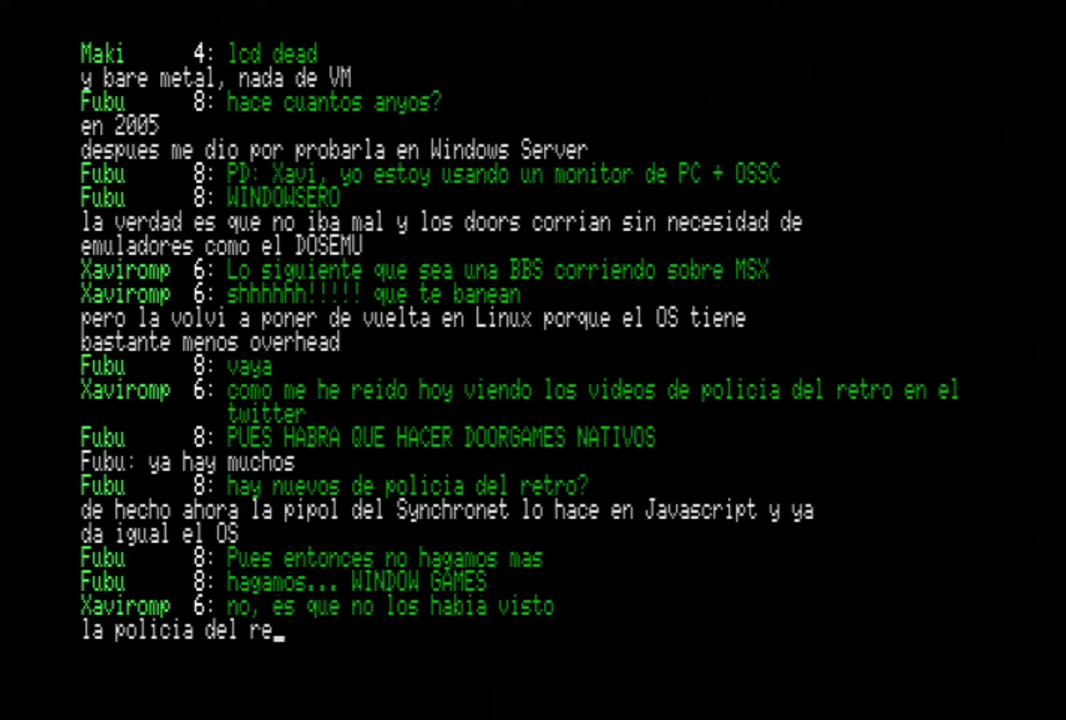 Maki 4: lcd dead
y bare metal, nada de VM
Fubu 8: hace cuantos anyos?
en 2005
despues me dio por probarla en Windows Server
Fubu 8: PD: Xavi, yo estoy usando un monitor de PC + OSSC
Fubu 8: WINDOWSERO
la verdad es que no iba mal y los doors corrian sin necesidad de
emuladores como el DOSEMU
Xaviromp 6: Lo siguiente que sea una BBS corriendo sobre MSX
Xaviromp 6: shhhhhh!!!!! que te banean
pero la volvi a poner de vuelta en Linux porque el OS tiene
bastante menos overhead
Fubu 8: vaya
Xaviromp 6: como me he reido hoy viendo los videos de policia del retro en el
twitter
Fubu 8: PUES HABRA QUE HACER DOORGAMES NATIVOS
Fubu: ya hay muchos
Fubu 8: hay nuevos de policia del retro?
de hecho ahora la pipol del Synchronet lo hace en Javascript y ya
da igual el OS
Fubu 8: Pues entonces no hagamos mas
Fubu 8: hagamos... WINDOW GAMES
Xaviromp 6: no, es que no los habia visto
la policia del re_